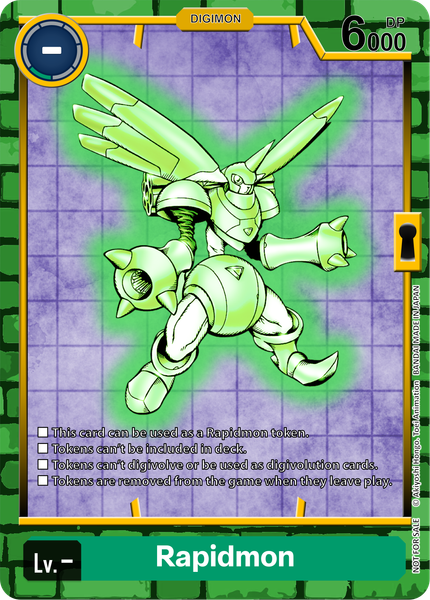 DIGIMON
-
DP
6000
□ This card can be used as a Rapidmon token.
□ Tokens can't be included in deck.
□ Tokens can't digivolve or be used as digivolution cards.
□ Tokens are removed from the game when they leave play.
NOT FOR SALE © Akiyoshi Hongo, Toei Animation BANDAI MADE IN JAPAN
Lv.-
Rapidmon